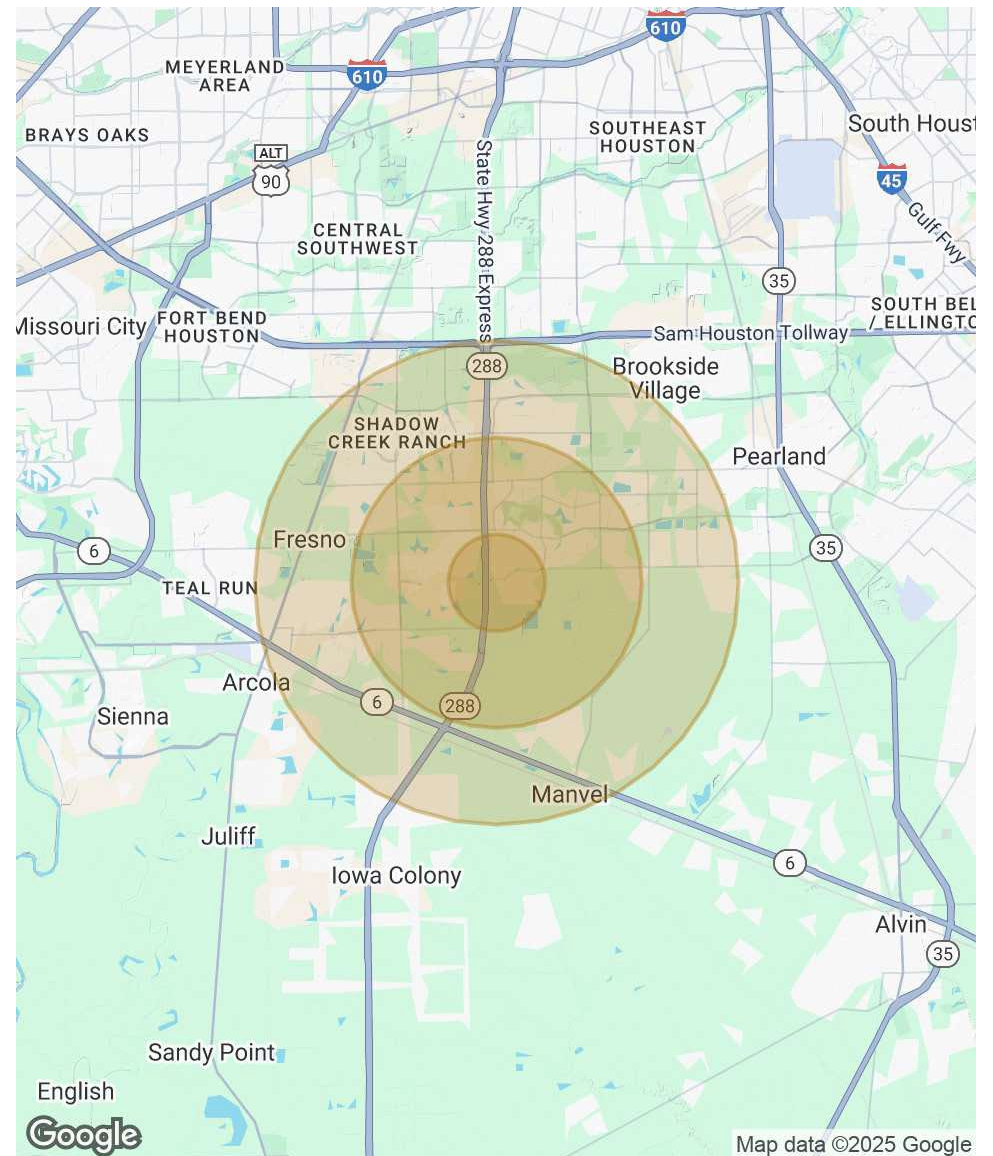 610
MEYERLAND
AREA
610
BRAYS OAKS
SOUTHEAST
HOUSTON
South Houst
ALT
90
45
State Hwy 288 Express
Gulf Fwy
CENTRAL
SOUTHWEST
35
SOUTH BEL
/ ELLINGTO
Missouri City
FORT BEND
HOUSTON
Sam Houston Tollway
288
Brookside
Village
SHADOW
CREEK RANCH
Pearland
Fresno
6
35
TEAL RUN
Arcola
6
288
Sienna
Manvel
Juliff
6
Iowa Colony
Alvin
35
Sandy Point
English
Google
Map data ©2025 Google